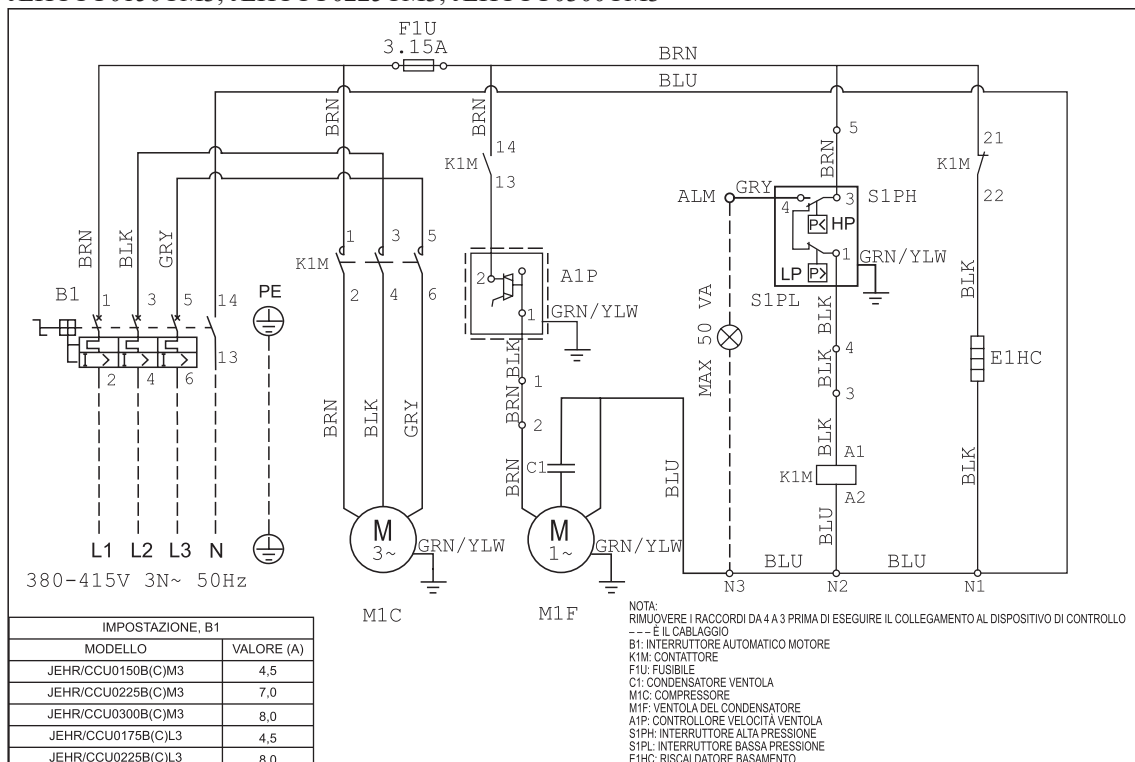 F1U
3.15A
BRN
BLU
BRN
BRN
14
K1M
13
5
BRN
21
K1M
22
ALM
GRY
4
3
S1PH
P<
HP
1
LP
P>
GRN/YLW
S1PL
BRN
BLK
GRY
B1
1
3
5
14
PE
2
4
6
13
K1M
1
3
5
2
4
6
2
A1P
1
GRN/YLW
BLK
1
BRN
2
BRN
C1
BRN
BLK
GRY
BLU
MAX 50 VA
BLK
4
BLK
3
BLK
A1
K1M
A2
BLU
BLK
E1HC
BLK
M
3~
GRN/YLW
M1C
M
1~
GRN/YLW
M1F
BLU
BLU
N3
N2
N1
L1
L2
L3
N
380-415V 3N~ 50Hz
IMPOSTAZIONE, B1
MODELLO VALORE (A)
JEHR/CCU0150B(C)M3 4,5
JEHR/CCU0225B(C)M3 7,0
JEHR/CCU0300B(C)M3 8,0
JEHR/CCU0175B(C)L3 4,5
JEHR/CCU0225B(C)L3 8,0
NOTA:
RIMUOVERE I RACCORDI DA 4 A 3 PRIMA DI ESEGUIRE IL COLLEGAMENTO AL DISPOSITIVO DI CONTROLLO
--- È IL CABLAGGIO
B1: INTERRUTTORE AUTOMATICO MOTORE
K1M: CONTATTORE
F1U: FUSIBILE
C1: CONDENSATORE VENTOLA
M1C: COMPRESSORE
M1F: VENTOLA DEL CONDENSATORE
A1P: CONTROLLORE VELOCITÀ VENTOLA
S1PH: INTERRUTTORE ALTA PRESSIONE
S1PL: INTERRUTTORE BASSA PRESSIONE
E1HC: RISCALDATORE BASAMENTO